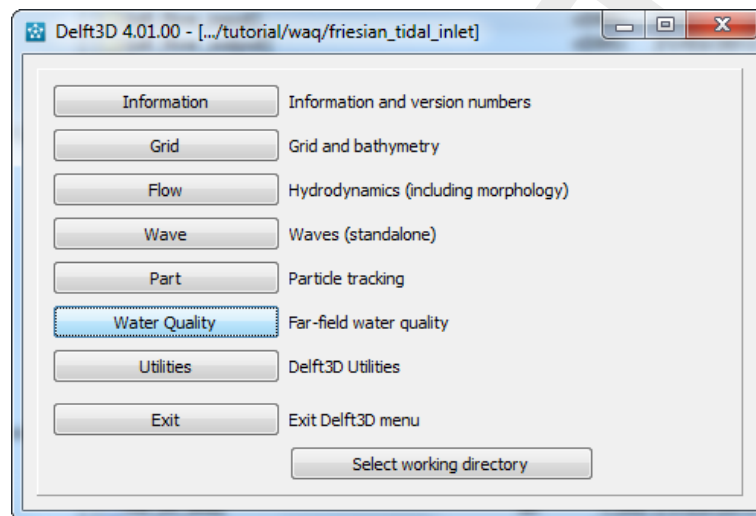 Delft3D 4.01.00 - [.../tutorial/waq/friesian_tidal_inlet]
Information Information and version numbers
Grid Grid and bathymetry
Flow Hydrodynamics (including morphology)
Wave Waves (standalone)
Part Particle tracking
Water Quality Far-field water quality
Utilities Delft3D Utilities
Exit Exit Delft3D menu
Select working directory